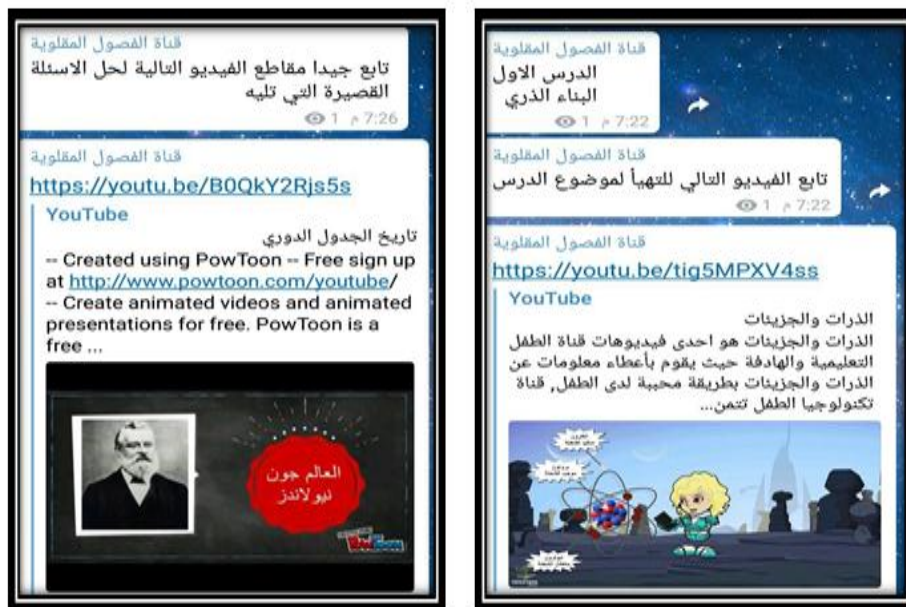 قناة الفصول المقلوبة
الدرس الاول
البناء الذري
1 7:22 م
قناة الفصول المقلوبة
تابع الفيديو التالي للتهيأ لموضوع الدرس
1 7:22 م
قناة الفصول المقلوبة
https://youtu.be/tig5MPXV4ss
YouTube
الذرات والجزيئات
الذرات والجزيئات هو احدى فيديوهات قناة الطفل
التعليمية والهادفة حيث يقوم بأعطاء معلومات عن
الذرات والجزيئات بطريقة محببة لدى الطفل, قناة
تكنولوجيا الطفل تتمن...
قناة الفصول المقلوبة
تابع جيدا مقاطع الفيديو التالية لحل الاسئلة
القصيرة التي تليه
1 7:26 م
قناة الفصول المقلوبة
https://youtu.be/B0QkY2Rjs5s
YouTube
تاريخ الجدول الدوري
-- Created using PowToon -- Free sign up
at http://www.powtoon.com/youtube/
-- Create animated videos and animated
presentations for free. PowToon is a
free ...
العالم جون
نيولاندز
PowToon